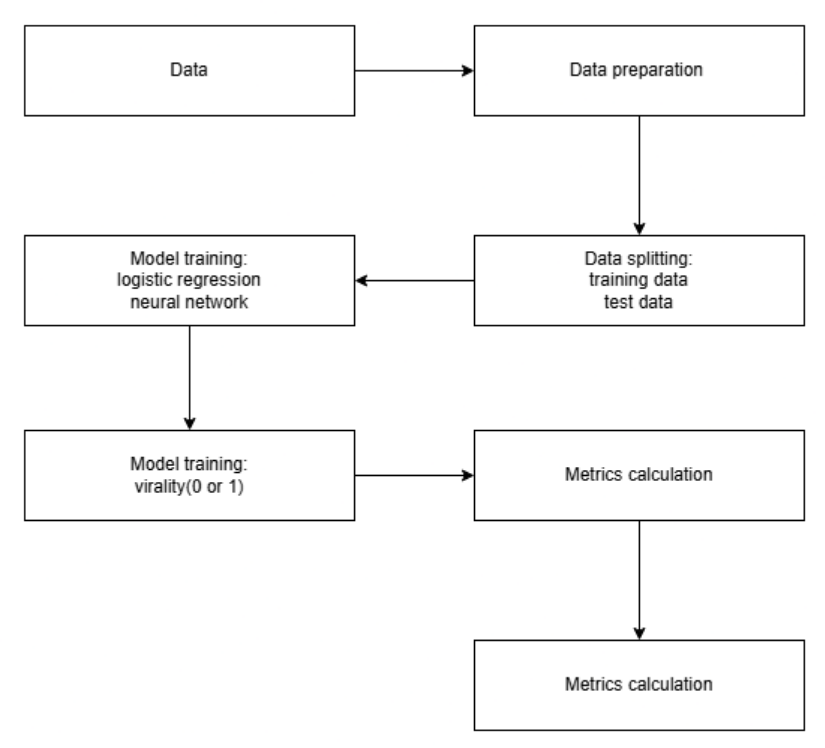 Data
Data preparation
Data splitting:
training data
test data
Model training:
logistic regression
neural network
Model training:
virality(0 or 1)
Metrics calculation
Metrics calculation